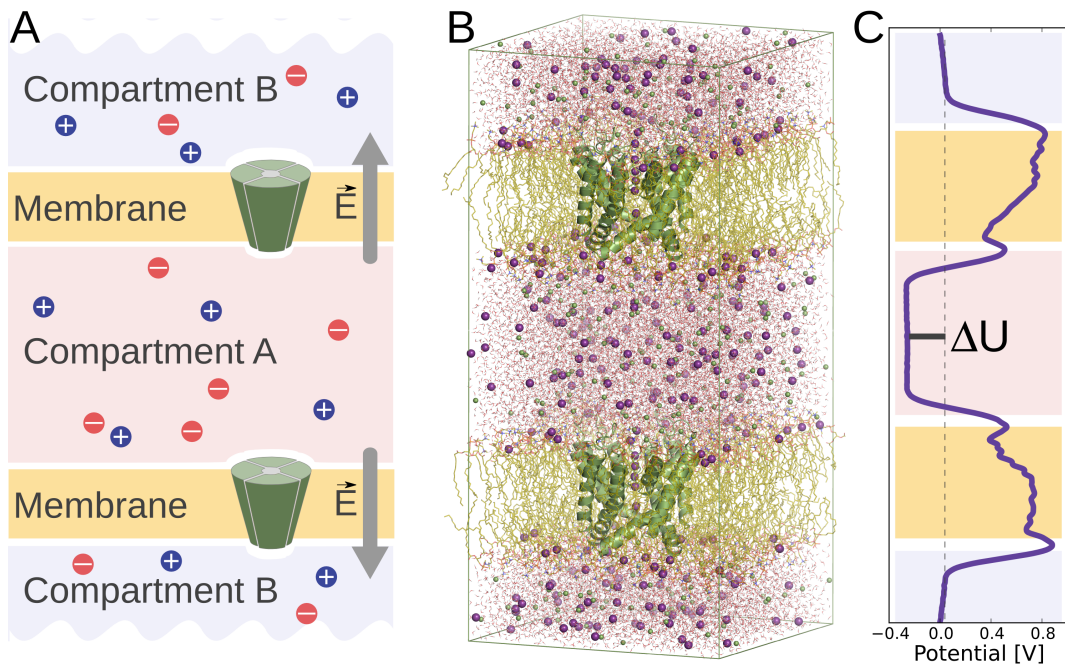 A
B
C
Compartment B
+
−
−
+
+
Membrane
E⃗
−
+
+
−
Compartment A
ΔU
−
+
−
+
−
Membrane
E⃗
−
+
+
Compartment B
−
−0.4 0.0 0.4 0.8
Potential [V]